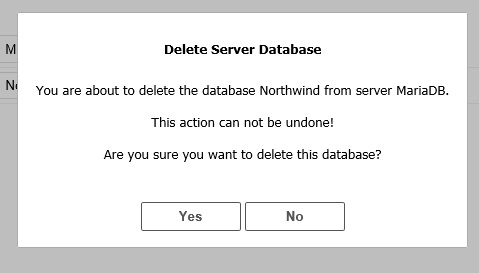 Delete Server Database
M
You are about to delete the database Northwind from server MariaDB.
This action can not be undone!
Are you sure you want to delete this database?
Yes No